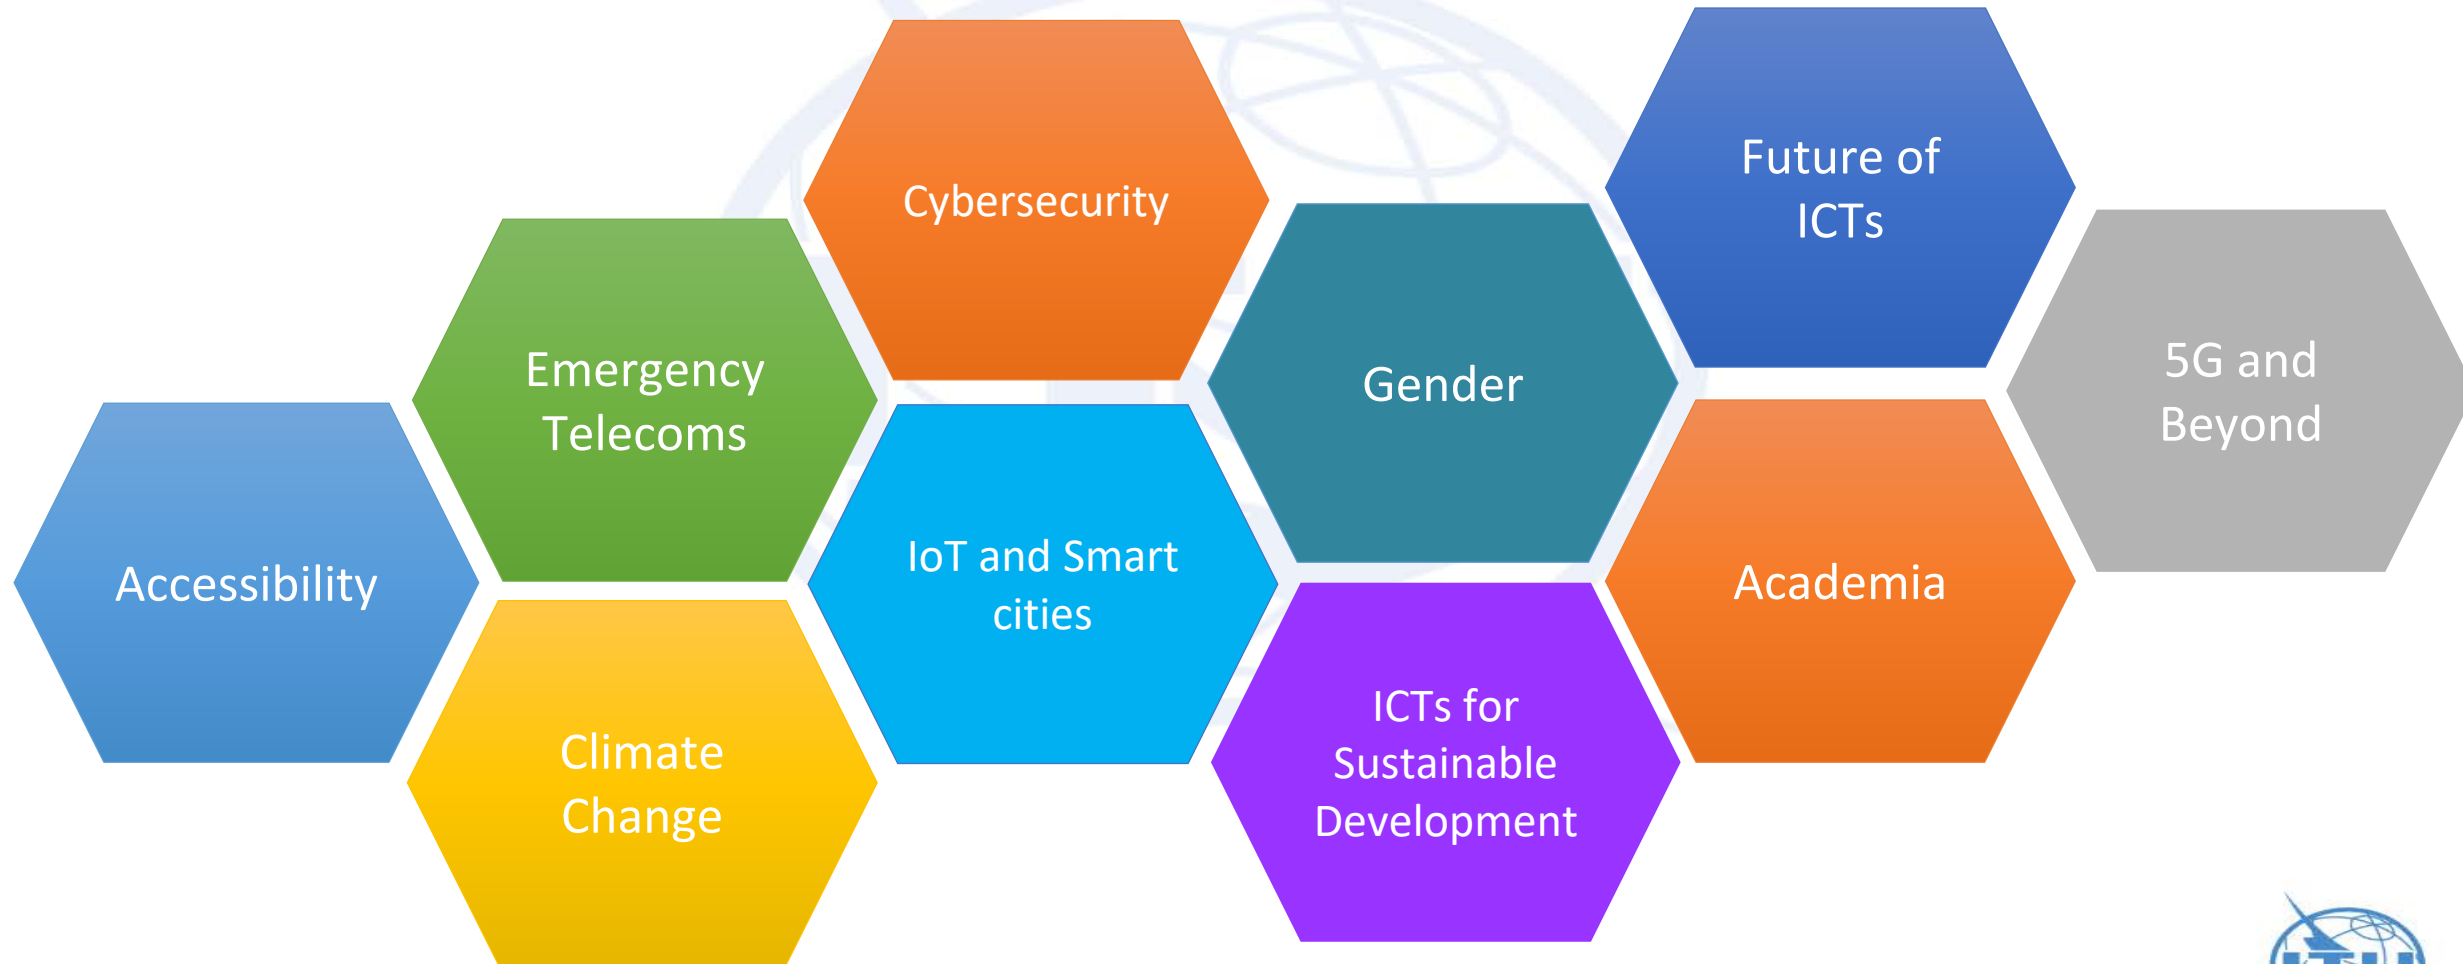 Cybersecurity
Future of
ICTs
Emergency
Telecoms
Gender
5G and
Beyond
Accessibility
IoT and Smart
cities
Academia
Climate
Change
ICTs for
Sustainable
Development